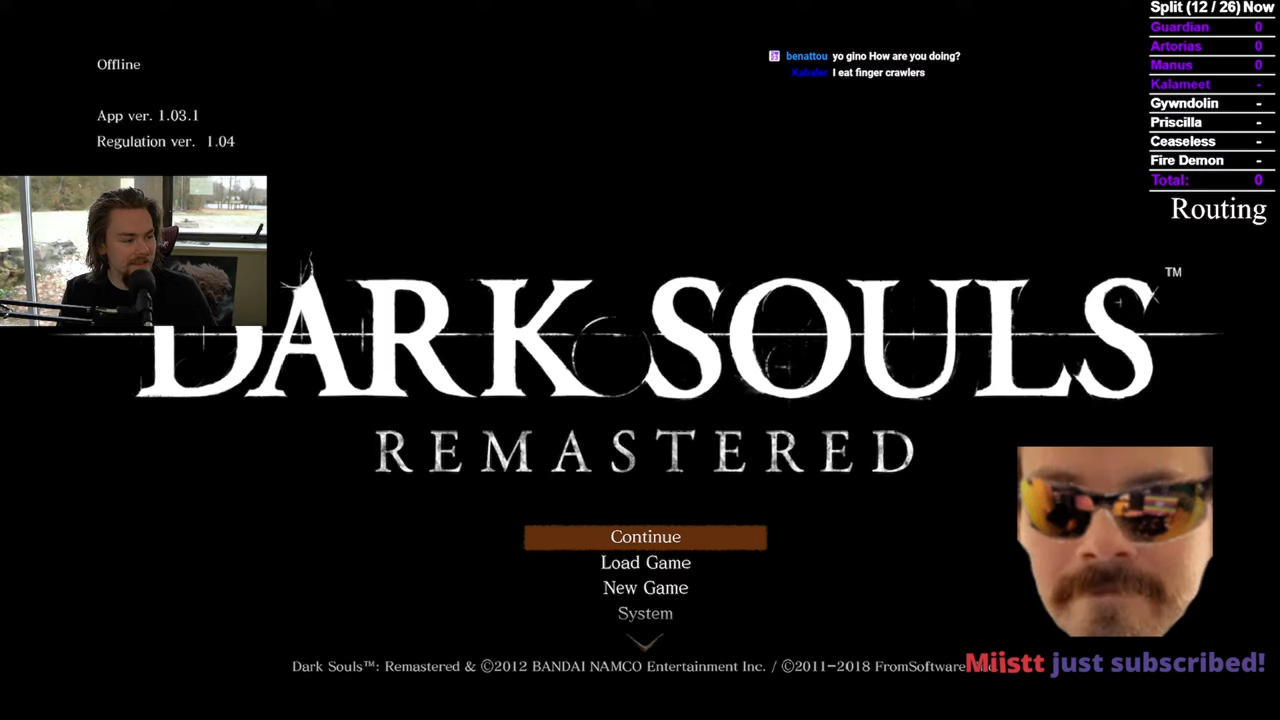 Split (12 / 26) Now
Guardian 0
Artorias 0
Manus 0
Kalameet -
Gywndolin -
Priscilla -
Ceaseless -
Fire Demon -
Total: 0
Routing
Offline
App ver. 1.03.1
Regulation ver. 1.04
benattou yo gino How are you doing?
I eat finger crawlers
DARK SOULS™
REMASTERED
Continue
Load Game
New Game
System
Dark Souls™: Remastered & ©2012 BANDAI NAMCO Entertainment Inc. / ©2011-2018 FromSoftware,
Miistt just subscribed!